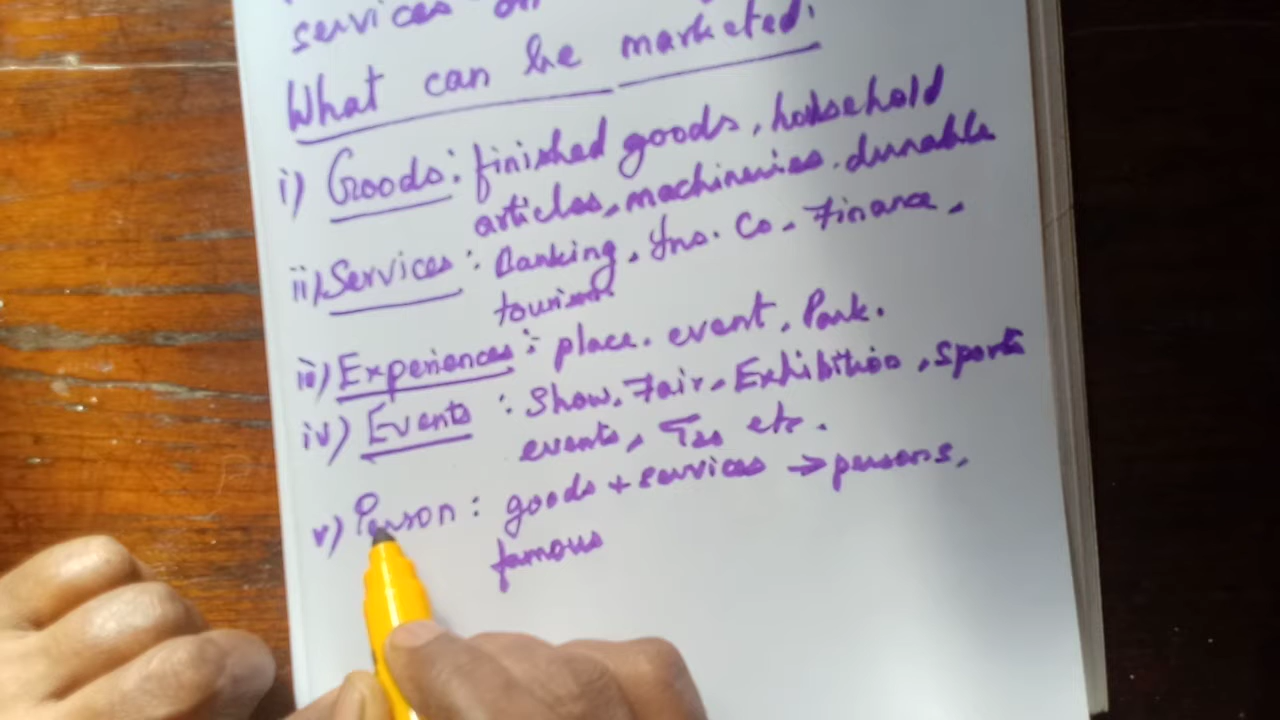 services on
What can be marketed.
i) Goods: finished goods, household
articles, machineries. durable
ii) Services: Banking, Ins. Co. Finance,
tourism
iii) Experiences: place. event, Park.
iv) Events: Show, Fair, Exhibition, sports
events, etc.
v) Person: goods + services → persons,
famous